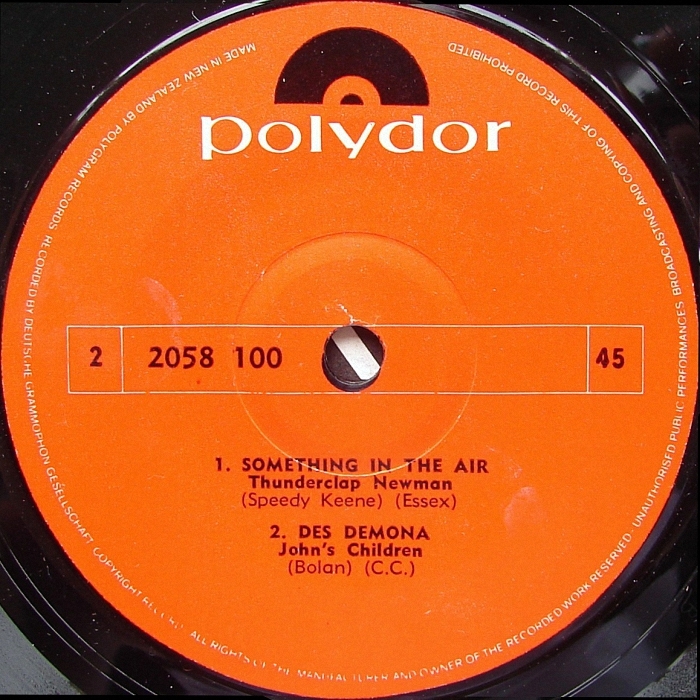 polydor
2 2058 100 45
1. SOMETHING IN THE AIR
Thunderclap Newman
(Speedy Keene) (Essex)
2. DES DEMONA
John's Children
(Bolan) (C.C.)
MADE IN NEW ZEALAND BY POLYGRAM RECORDS RECORDED BY DEUTSCHE GRAMMOPHON GESELLSCHAFT COPYRIGHT RECORD ALL RIGHTS OF THE MANUFACTURER AND OWNER OF THE RECORDED WORK RESERVED · UNAUTHORISED PUBLIC PERFORMANCES BROADCASTING AND COPYING OF THIS RECORD PROHIBITED